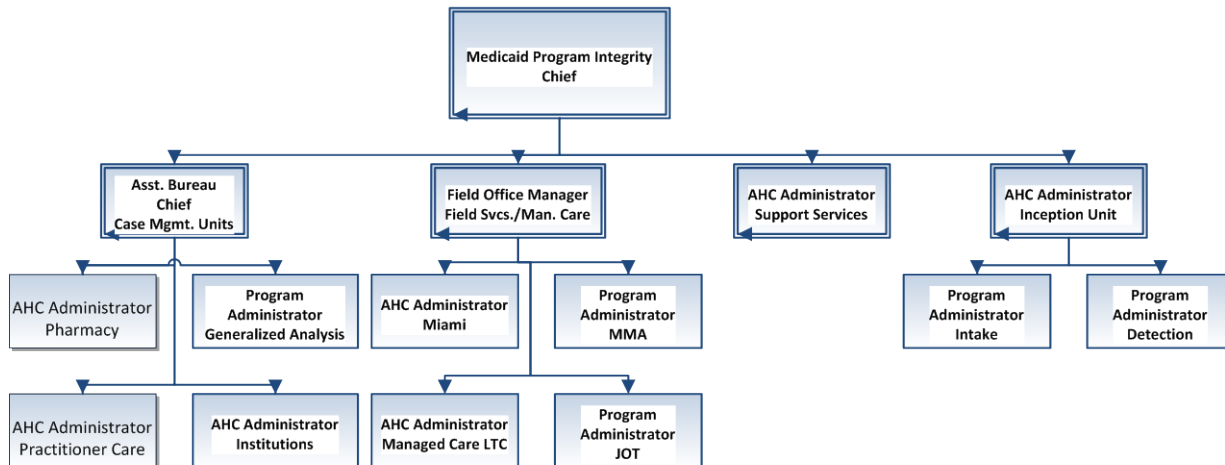 Medicaid Program Integrity
Chief
Asst. Bureau
Chief
Case Mgmt. Units
Field Office Manager
Field Svcs./Man. Care
AHC Administrator
Support Services
AHC Administrator
Inception Unit
AHC Administrator
Pharmacy
Program
Administrator
Generalized Analysis
AHC Administrator
Miami
Program
Administrator
MMA
Program
Administrator
Intake
Program
Administrator
Detection
AHC Administrator
Practitioner Care
AHC Administrator
Institutions
AHC Administrator
Managed Care LTC
Program
Administrator
JOT